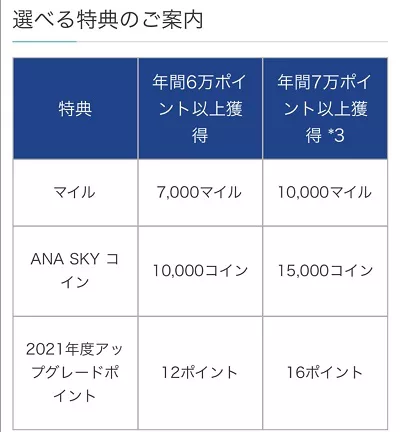 選べる特典のご案内
特典
年間6万ポイ
ント以上獲
得
年間7万ポイ
ント以上獲
得 *3
マイル
7,000マイル
10,000マイル
ANA SKY コ
イン
10,000コイン
15,000コイン
2021年度アッ
プグレードポ
イント
12ポイント
16ポイント